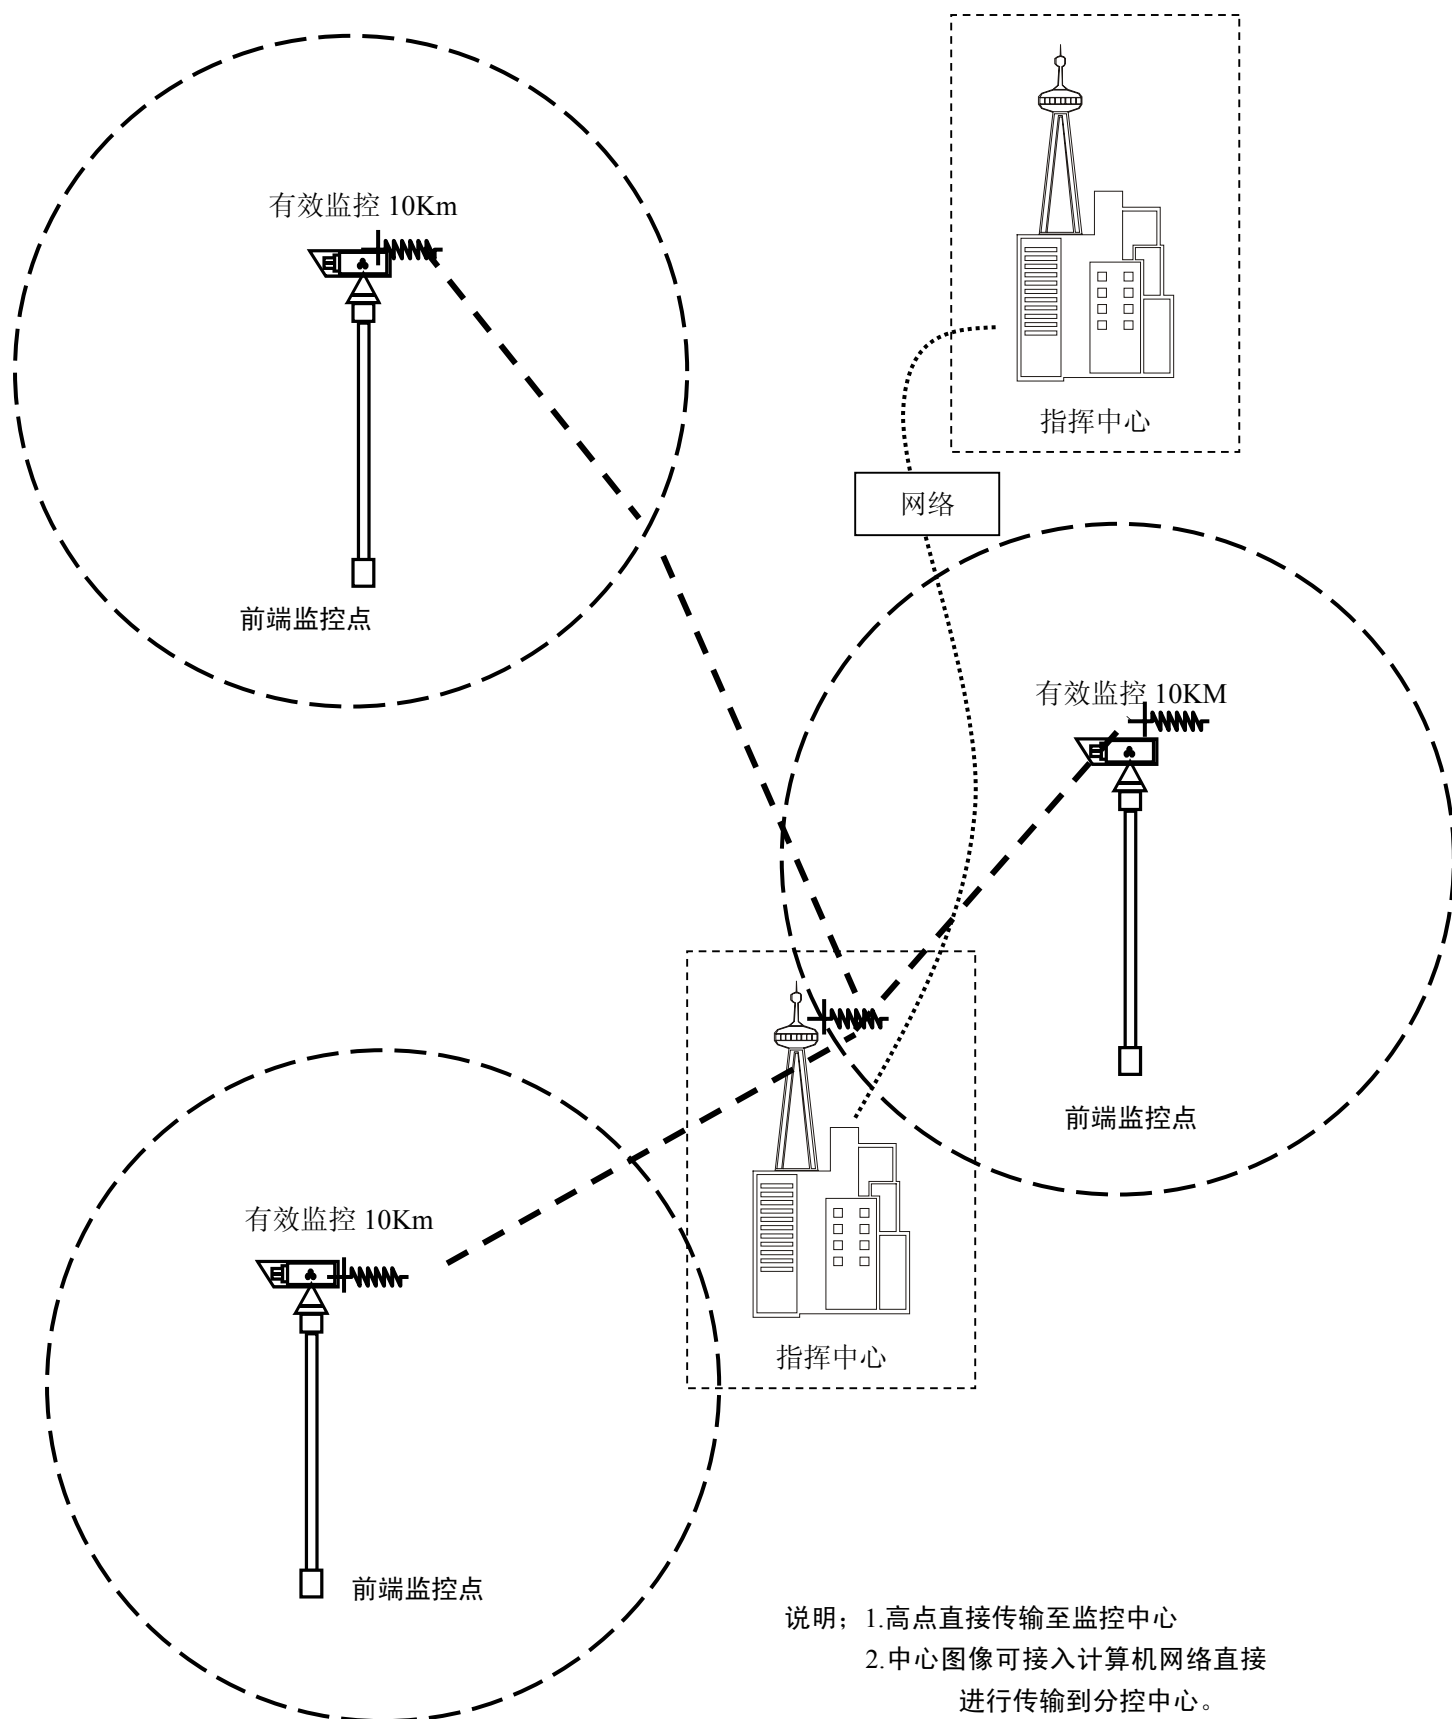 有效监控 10Km
指挥中心
网络
前端监控点
有效监控 10KM
前端监控点
有效监控 10Km
指挥中心
前端监控点
说明；1.高点直接传输至监控中心
2.中心图像可接入计算机网络直接
进行传输到分控中心。